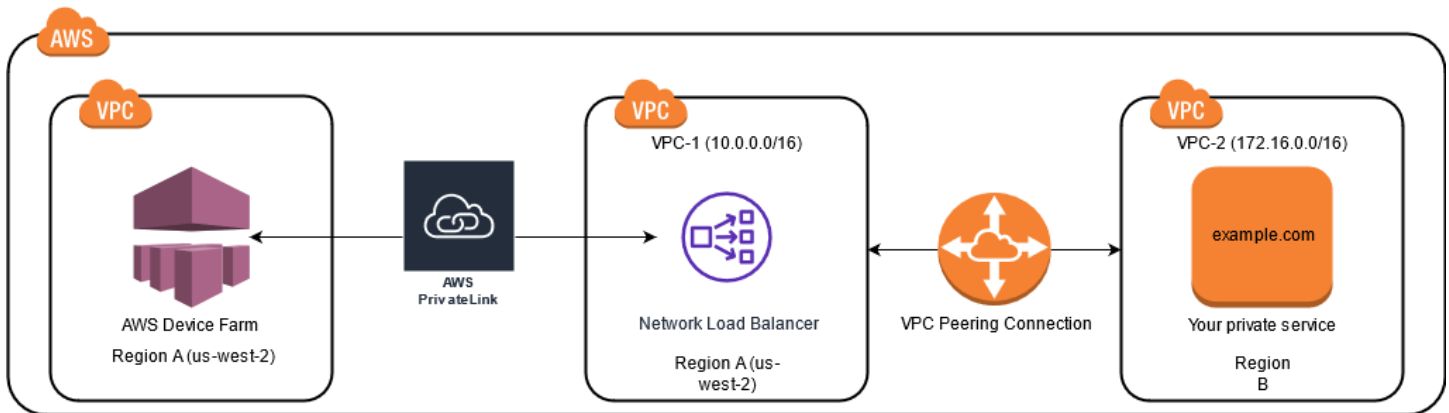 AWS
VPC
AWS Device Farm
Region A (us-west-2)
AWS
PrivateLink
VPC
VPC-1 (10.0.0.0/16)
Network Load Balancer
Region A (us-
west-2)
VPC Peering Connection
VPC
VPC-2 (172.16.0.0/16)
example.com
Your private service
Region
B